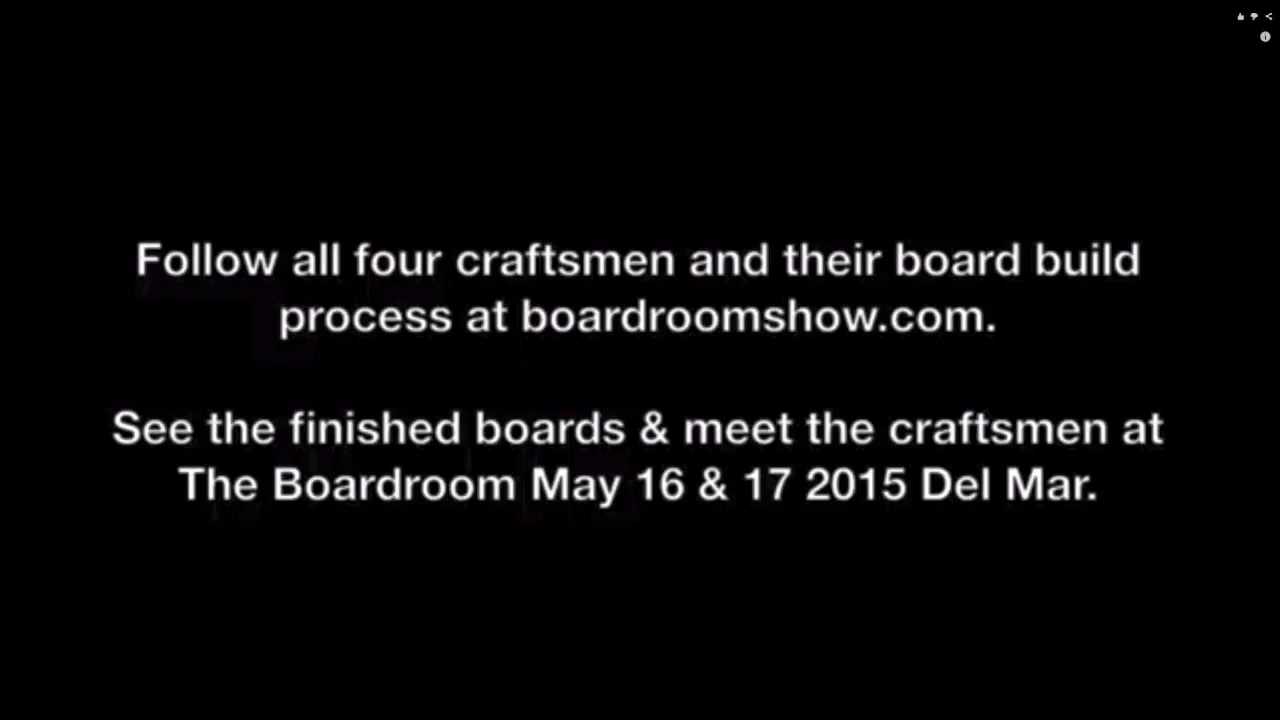 Follow all four craftsmen and their board build
process at boardroomshow.com.
See the finished boards & meet the craftsmen at
The Boardroom May 16 & 17 2015 Del Mar.